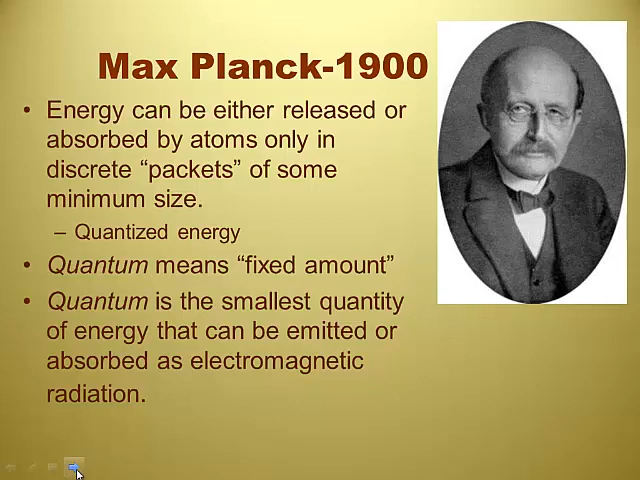 Max Planck-1900
• Energy can be either released or
absorbed by atoms only in
discrete “packets” of some
minimum size.
– Quantized energy
• Quantum means “fixed amount”
• Quantum is the smallest quantity
of energy that can be emitted or
absorbed as electromagnetic
radiation.